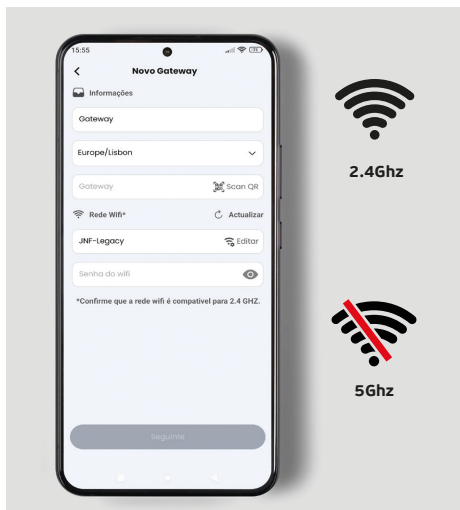 15:55
Novo Gateway
Informações
Gateway
Europe/Lisbon
Gateway Scan QR
Rede Wifi* Actualizar
JNF-Legacy Editar
Senha do wifi
*Confirme que a rede wifi é compativel para 2.4 GHZ.
Seguinte
2.4Ghz
5Ghz